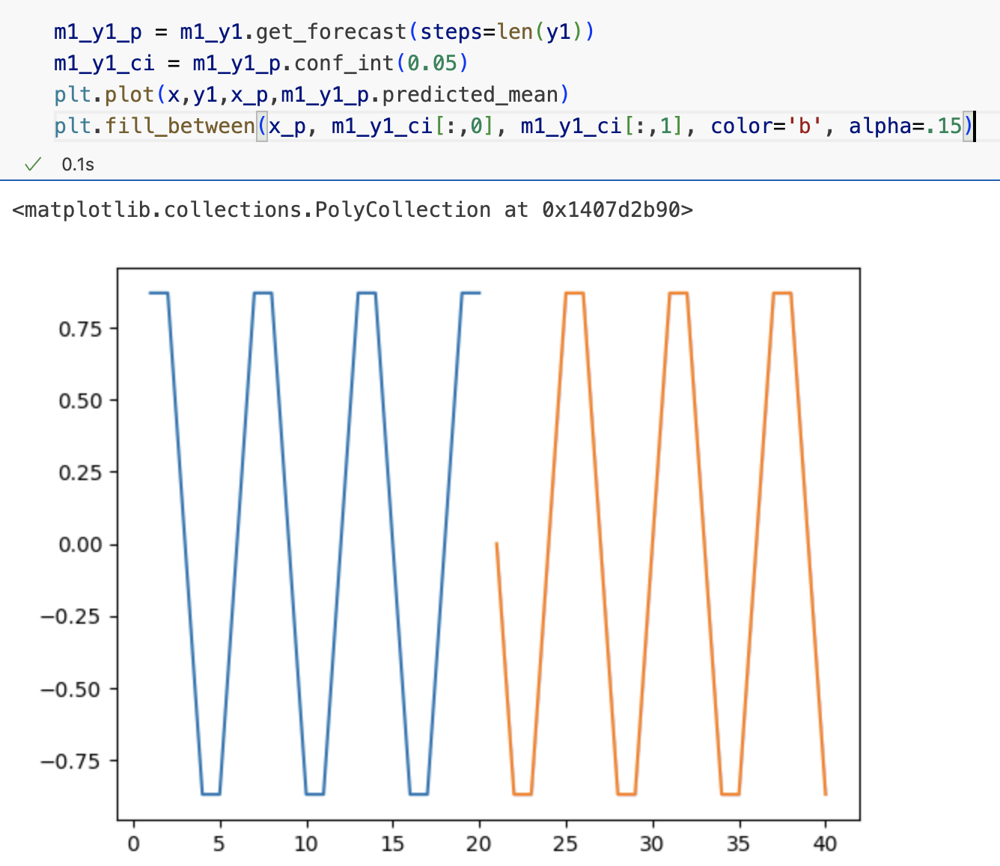 m1_y1_p = m1_y1.get_forecast(steps=len(y1))
m1_y1_ci = m1_y1_p.conf_int(0.05)
plt.plot(x,y1,x_p,m1_y1_p.predicted_mean)
plt.fill_between(x_p, m1_y1_ci[:,0], m1_y1_ci[:,1], color='b', alpha=.15)
0.1s
<matplotlib.collections.PolyCollection at 0x1407d2b90>
0.75
0.50
0.25
0.00
−0.25
−0.50
−0.75
0 5 10 15 20 25 30 35 40